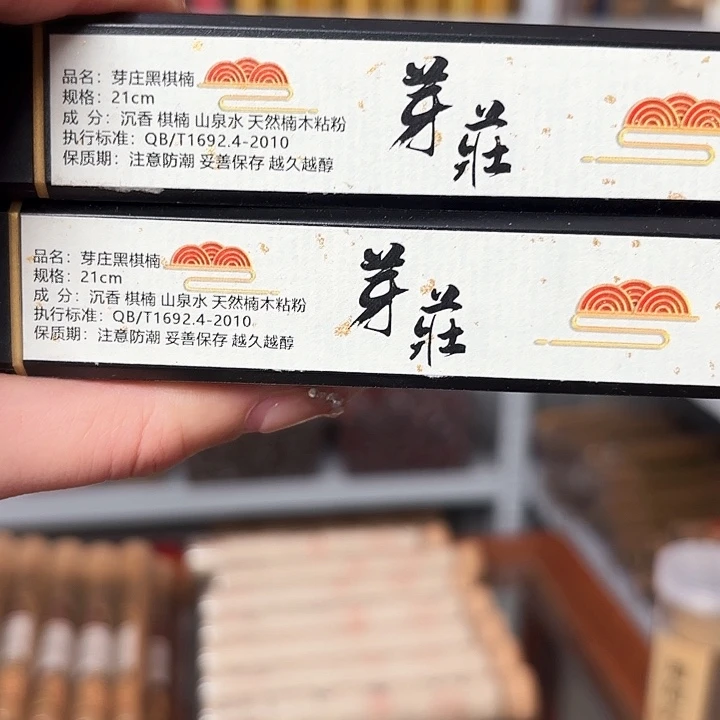 品名：芽庄黑棋楠
规格：21cm
成 分：沉香 棋楠 山泉水 天然楠木粘粉
执行标准：QB/T1692.4-2010
保质期：注意防潮 妥善保存 越久越醇
芽莊
品名：芽庄黑棋楠
规格：21cm
成 分：沉香 棋楠 山泉水 天然楠木粘粉
执行标准：QB/T1692.4-2010
保质期：注意防潮 妥善保存 越久越醇
芽莊